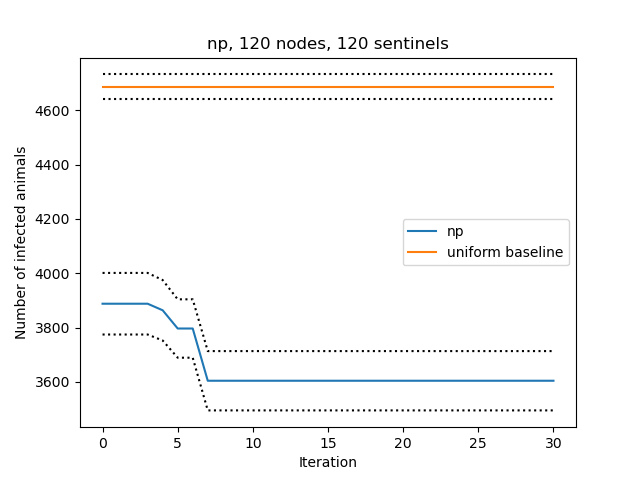 np, 120 nodes, 120 sentinels
Number of infected animals
4600
4400
4200
4000
3800
3600
np
uniform baseline
0 5 10 15 20 25 30
Iteration